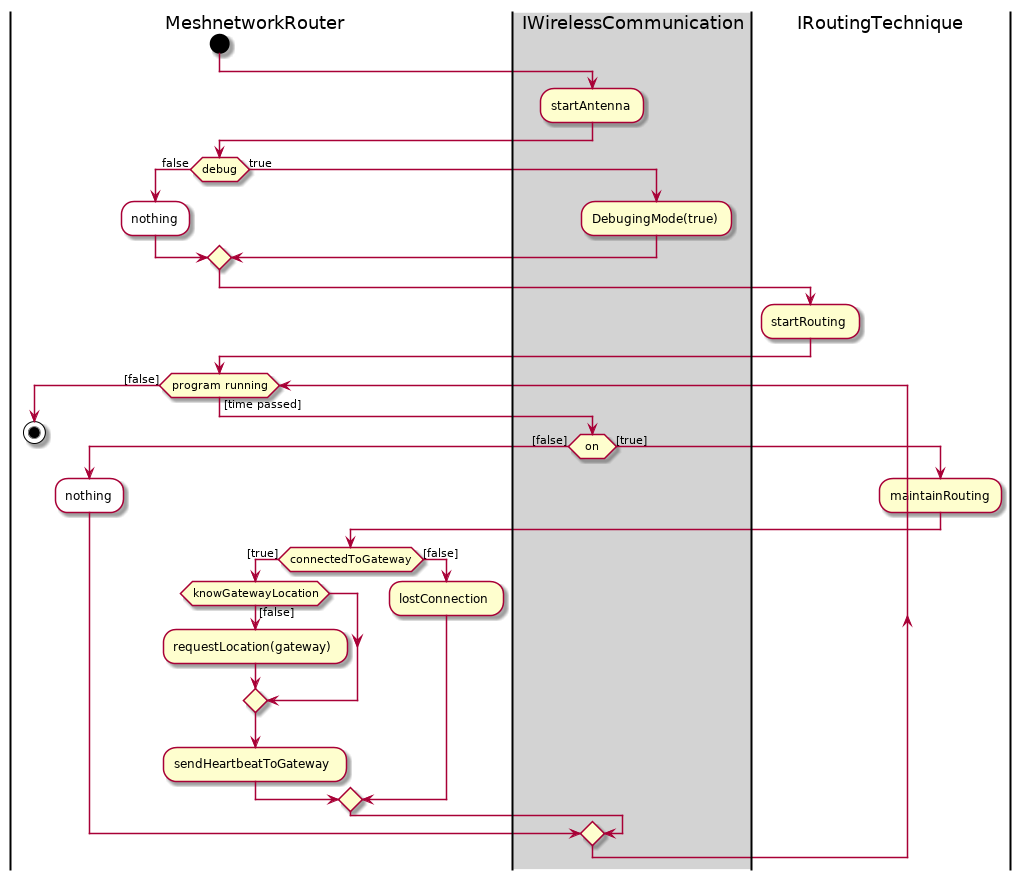 MeshnetworkRouter
IWirelessCommunication
IRoutingTechnique
startAntenna
false
debug
true
nothing
DebugingMode(true)
startRouting
[false]
program running
[time passed]
[false]
on
[true]
nothing
maintainRouting
[true]
connectedToGateway
[false]
knowGatewayLocation
lostConnection
[false]
requestLocation(gateway)
sendHeartbeatToGateway